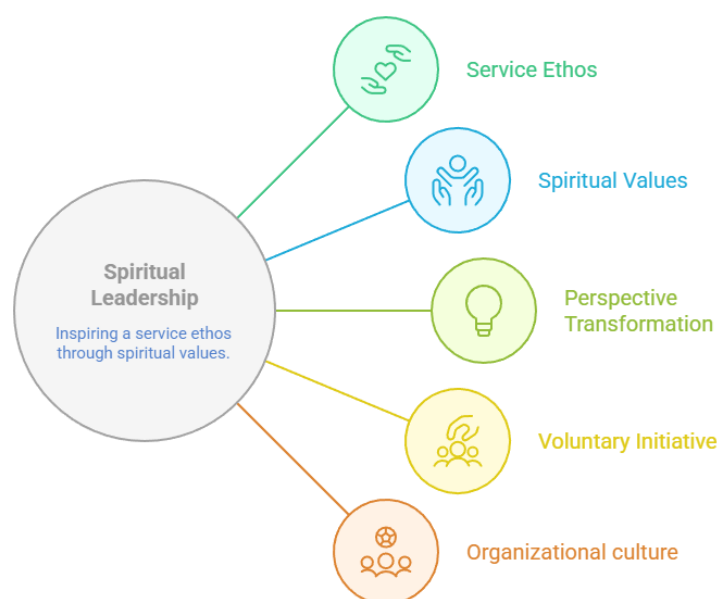 Service Ethos
Spiritual Values
Spiritual
Leadership
Inspiring a service ethos
through spiritual values.
Perspective
Transformation
Voluntary Initiative
Organizational culture